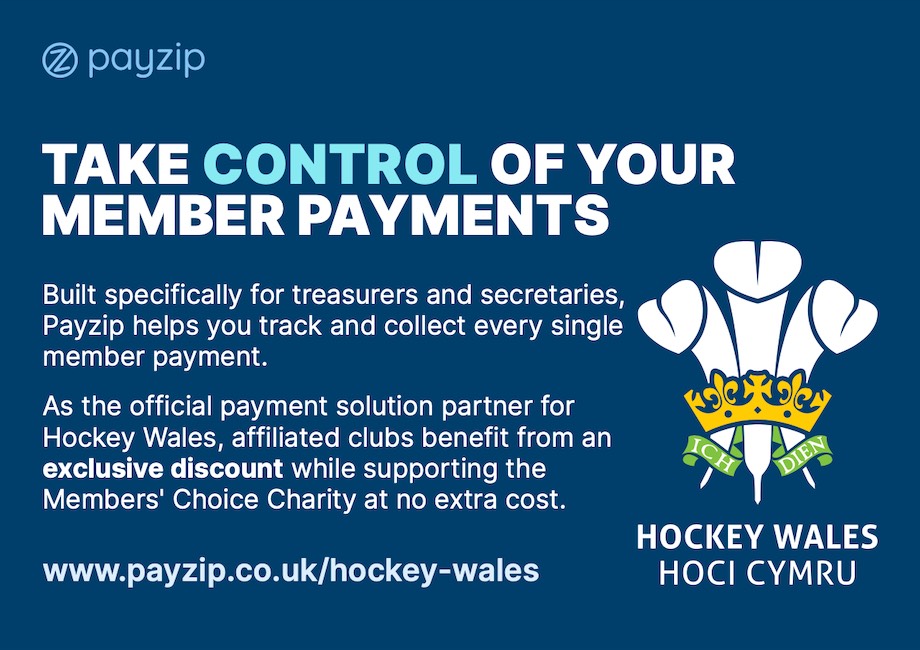 payzip
TAKE CONTROL OF YOUR
MEMBER PAYMENTS
Built specifically for treasurers and secretaries,
Payzip helps you track and collect every single
member payment.
As the official payment solution partner for
Hockey Wales, affiliated clubs benefit from an
exclusive discount while supporting the
Members' Choice Charity at no extra cost.
www.payzip.co.uk/hockey-wales
ICH DIEN
HOCKEY WALES
HOCI CYMRU